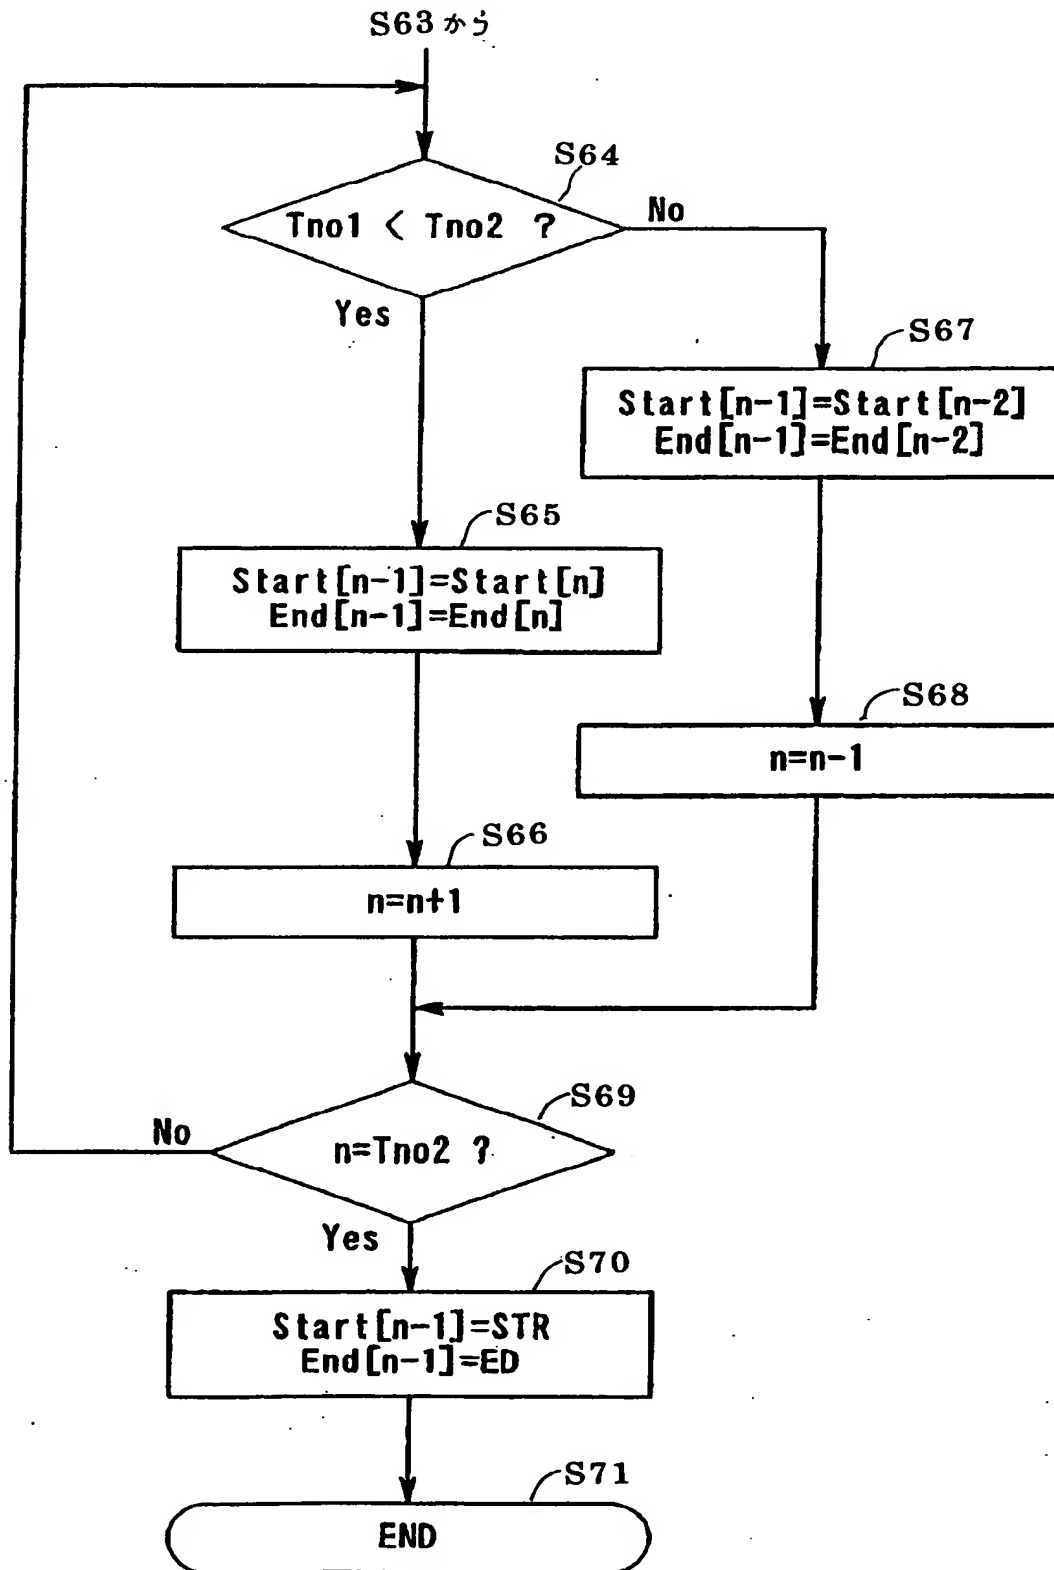 S63から
S64
Tno1 < Tno2 ?
No
Yes
S67
Start[n-1]=Start[n-2]
End[n-1]=End[n-2]
S65
Start[n-1]=Start[n]
End[n-1]=End[n]
S68
n=n-1
S66
n=n+1
S69
No
n=Tno2 ?
Yes
S70
Start[n-1]=STR
End[n-1]=ED
S71
END